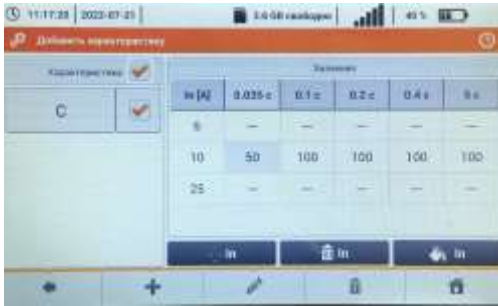 11:17:28 2022-07-21 3.6 GB свободно 40 %
Добавить характеристику
Характеристика Значения
In [A] 0.035 с 0.1 с 0.2 с 0.4 с 5 с
C
6 --- --- --- --- ---
10 50 100 100 100 100
25 --- --- --- --- ---
In In In